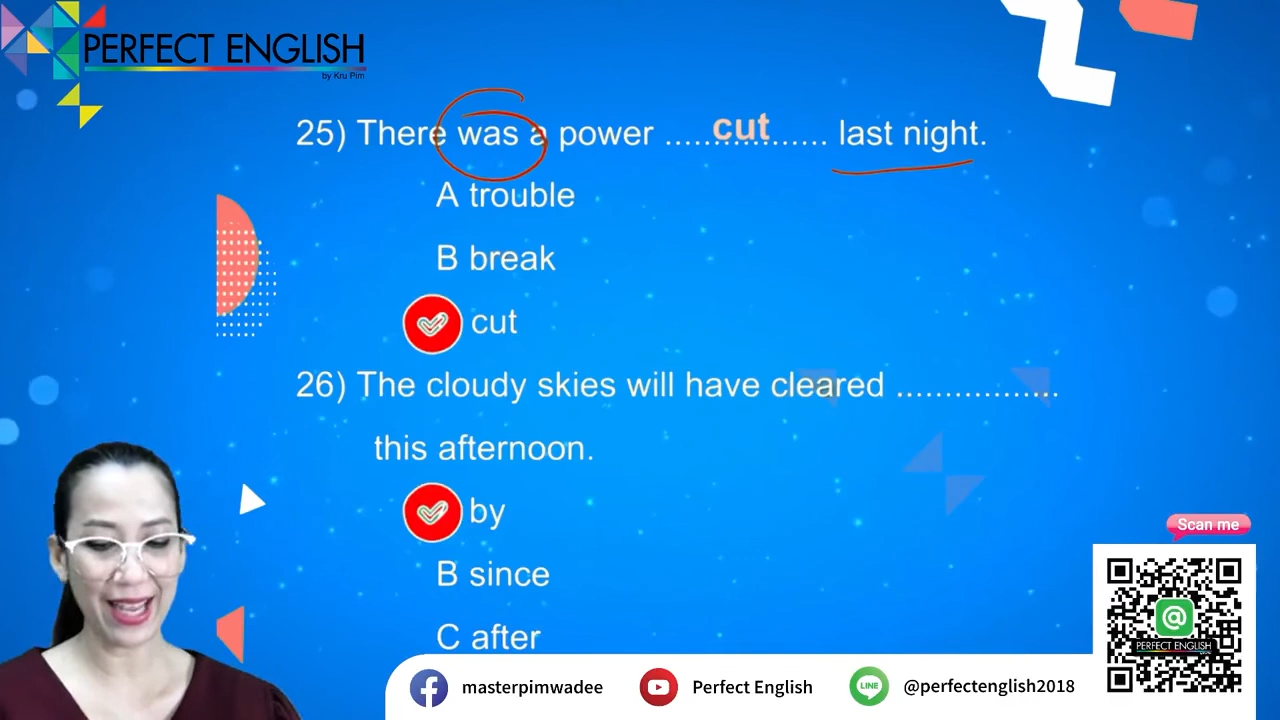 PERFECT ENGLISH
by Kru Pim
25) There was a power ......cut...... last night.
A trouble
B break
cut
26) The cloudy skies will have cleared .................
this afternoon.
by
B since
C after
Scan me
@
PERFECT ENGLISH
masterpimwadee
Perfect English
LINE
@perfectenglish2018